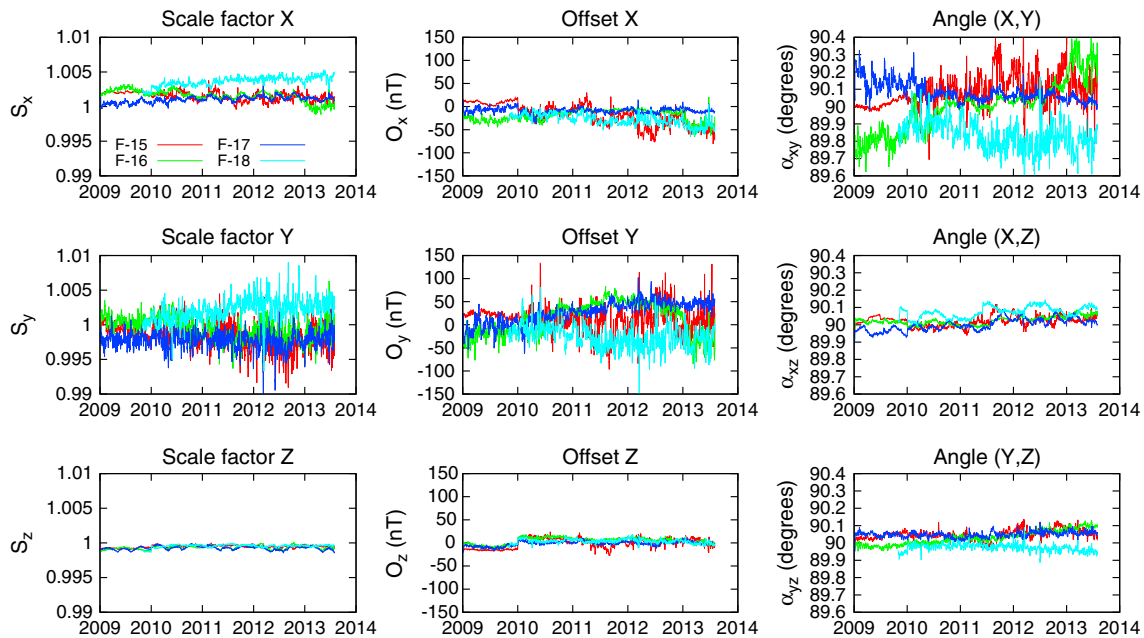 Scale factor X
1.01
1.005
1
0.995
0.99
Sx
F-15
F-16
F-17
F-18
2009 2010 2011 2012 2013 2014
Offset X
150
100
50
0
-50
-100
-150
Ox (nT)
2009 2010 2011 2012 2013 2014
Angle (X,Y)
90.4
90.3
90.2
90.1
90
89.9
89.8
89.7
89.6
αxy (degrees)
2009 2010 2011 2012 2013 2014
Scale factor Y
1.01
1.005
1
0.995
0.99
Sy
2009 2010 2011 2012 2013 2014
Offset Y
150
100
50
0
-50
-100
-150
Oy (nT)
2009 2010 2011 2012 2013 2014
Angle (X,Z)
90.4
90.3
90.2
90.1
90
89.9
89.8
89.7
89.6
αxz (degrees)
2009 2010 2011 2012 2013 2014
Scale factor Z
1.01
1.005
1
0.995
0.99
Sz
2009 2010 2011 2012 2013 2014
Offset Z
150
100
50
0
-50
-100
-150
Oz (nT)
2009 2010 2011 2012 2013 2014
Angle (Y,Z)
90.4
90.3
90.2
90.1
90
89.9
89.8
89.7
89.6
αyz (degrees)
2009 2010 2011 2012 2013 2014